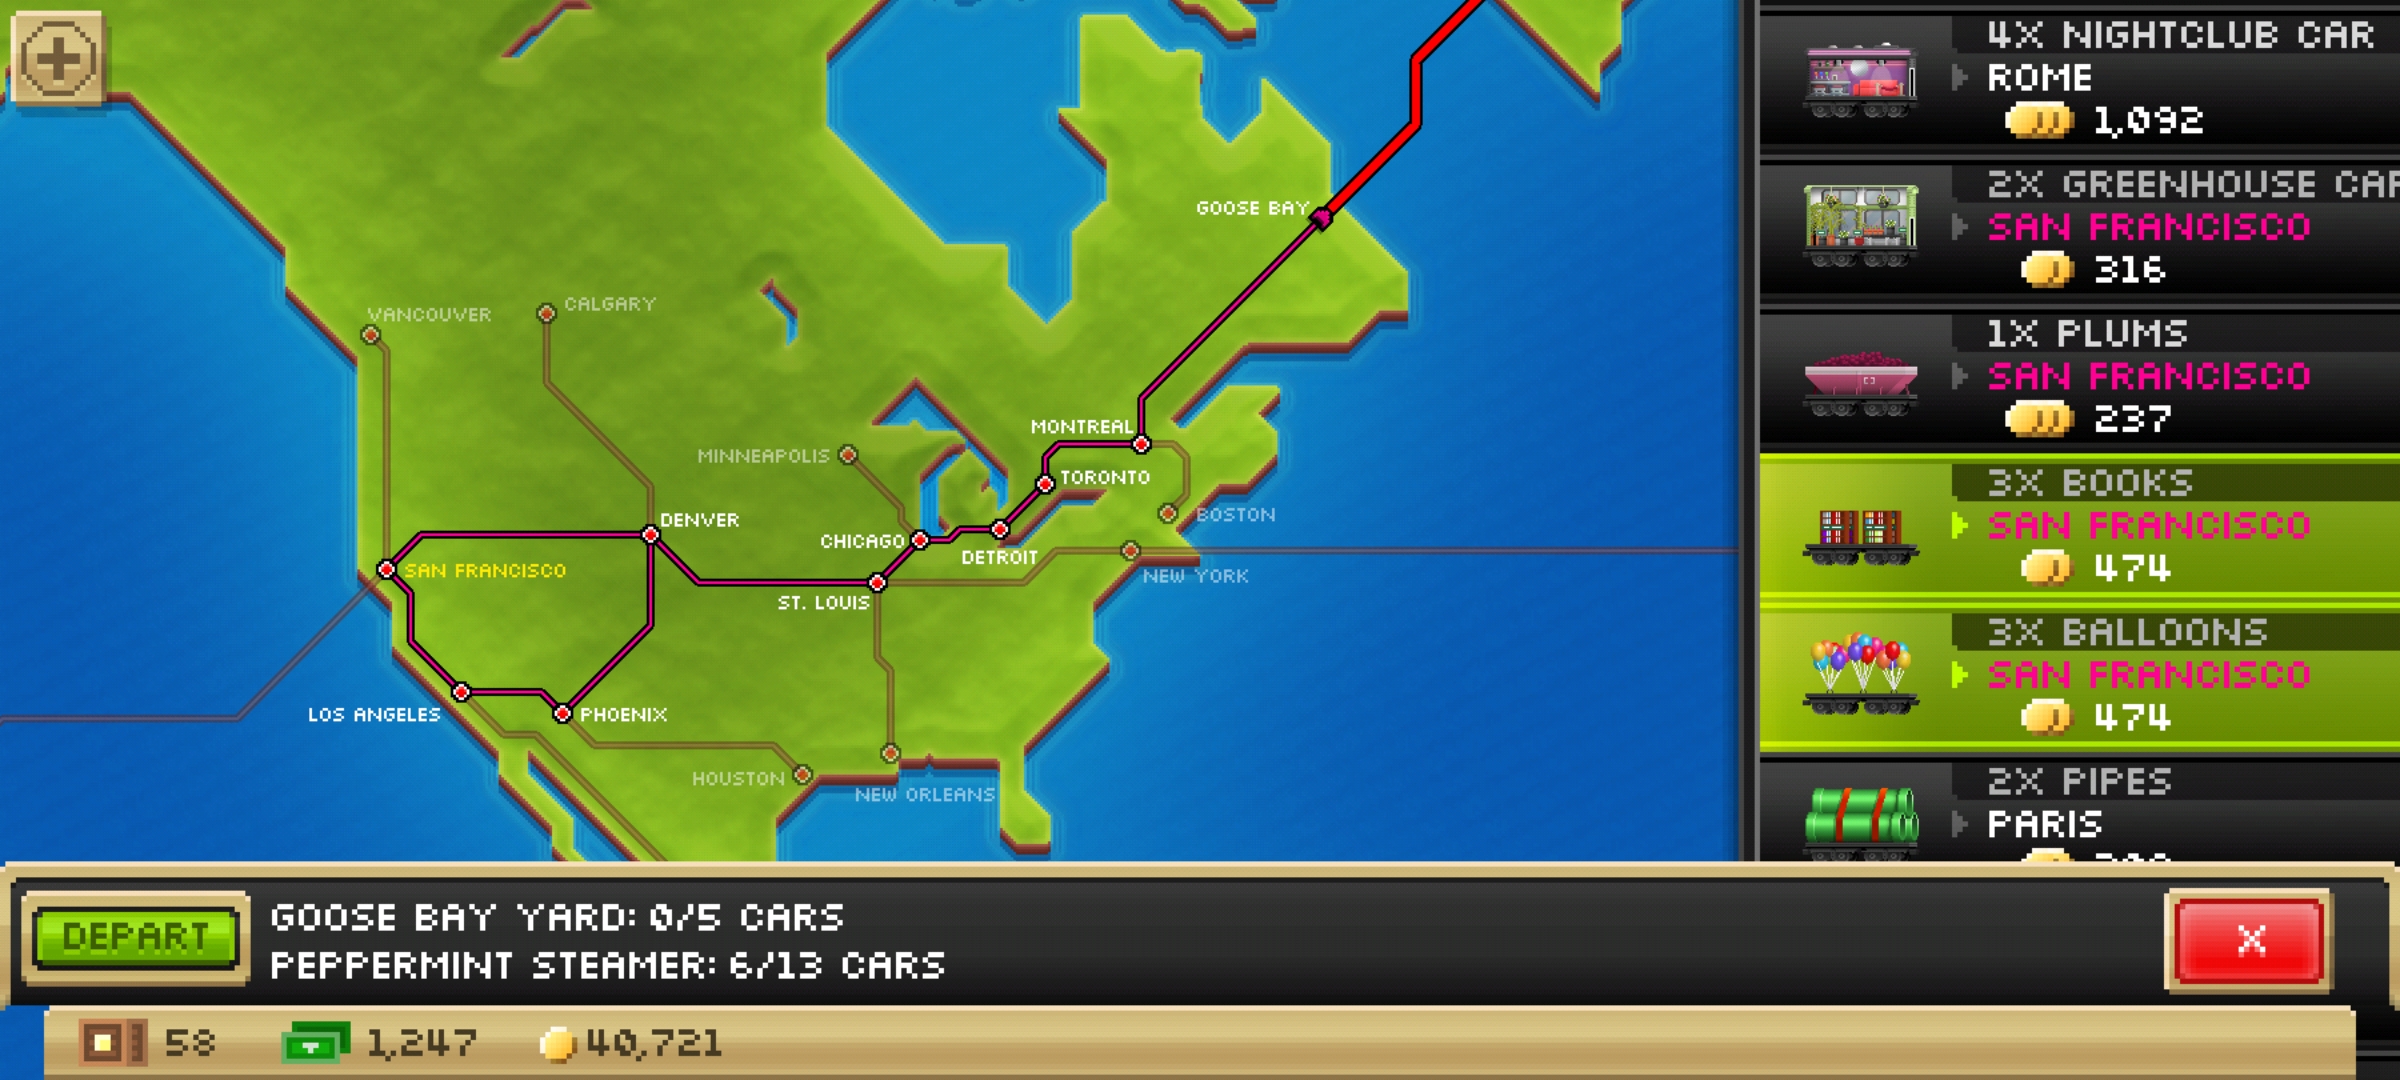 4X NIGHTCLUB CAR
ROME
1,092
2X GREENHOUSE CAR
SAN FRANCISCO
316
1X PLUMS
SAN FRANCISCO
237
3X BOOKS
SAN FRANCISCO
474
3X BALLOONS
SAN FRANCISCO
474
2X PIPES
PARIS
GOOSE BAY
VANCOUVER
CALGARY
MONTREAL
MINNEAPOLIS
TORONTO
BOSTON
DENVER
CHICAGO
DETROIT
SAN FRANCISCO
NEW YORK
ST. LOUIS
LOS ANGELES
PHOENIX
HOUSTON
NEW ORLEANS
DEPART
GOOSE BAY YARD: 0/5 CARS
PEPPERMINT STEAMER: 6/13 CARS
X
58
1,247
40,721